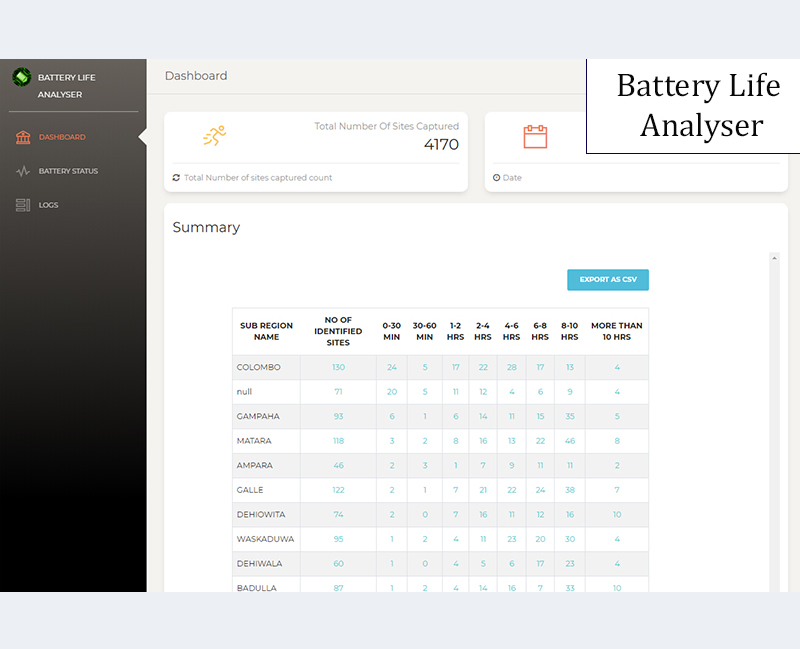 BATTERY LIFE
ANALYSER
DASHBOARD
BATTERY STATUS
LOGS
Dashboard
Battery Life
Analyser
Total Number Of Sites Captured
4170
Total Number of sites captured count
Date
Summary
EXPORT AS CSV
SUB REGION NAME NO OF IDENTIFIED SITES 0-30 MIN 30-60 MIN 1-2 HRS 2-4 HRS 4-6 HRS 6-8 HRS 8-10 HRS MORE THAN 10 HRS
COLOMBO 130 24 5 17 22 28 17 13 4
null 71 20 5 11 12 4 6 9 4
GAMPAHA 93 6 1 6 14 11 15 35 5
MATARA 118 3 2 8 16 13 22 46 8
AMPARA 46 2 3 1 7 9 11 11 2
GALLE 122 2 1 7 21 22 24 38 7
DEHIOWITA 74 2 0 7 16 11 12 16 10
WASKADUWA 95 1 2 4 11 23 20 30 4
DEHIWALA 60 1 0 4 5 6 17 23 4
BADULLA 87 1 2 4 14 16 7 33 10